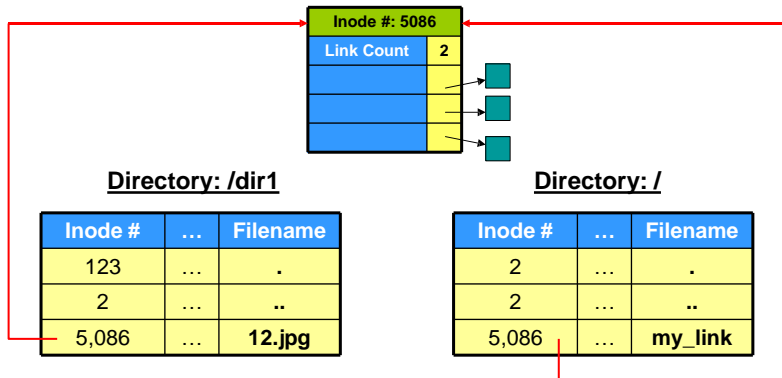 Inode #: 5086
Link Count 2
Directory: /dir1
Inode # … Filename
123 … .
2 … ..
5,086 … 12.jpg
Directory: /
Inode # … Filename
2 … .
2 … ..
5,086 … my_link